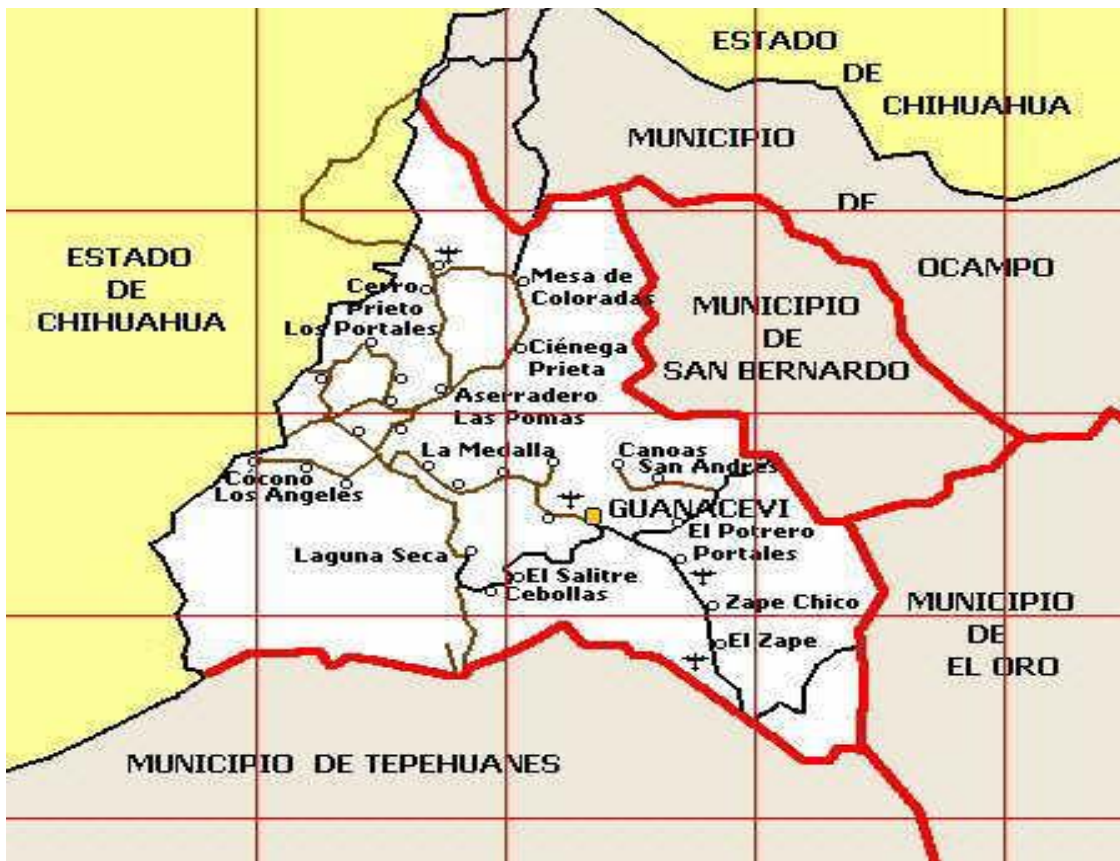 ESTADO
DE
CHIHUAHUA
MUNICIPIO
DE
OCAMPO
ESTADO
DE
CHIHUAHUA
Mesa de
Coloradas
Cerro
Prieto
Los Portales
MUNICIPIO
DE
SAN BERNARDO
Ciénega
Prieta
Aserradero
Las Pomas
La Medalla
Canoas
San Andres
Cocono
Los Angeles
GUANACEVI
El Potrero
Portales
Laguna Seca
El Salitre
Cebollas
Zape Chico
El Zape
MUNICIPIO
DE
EL ORO
MUNICIPIO DE TEPEHUANES